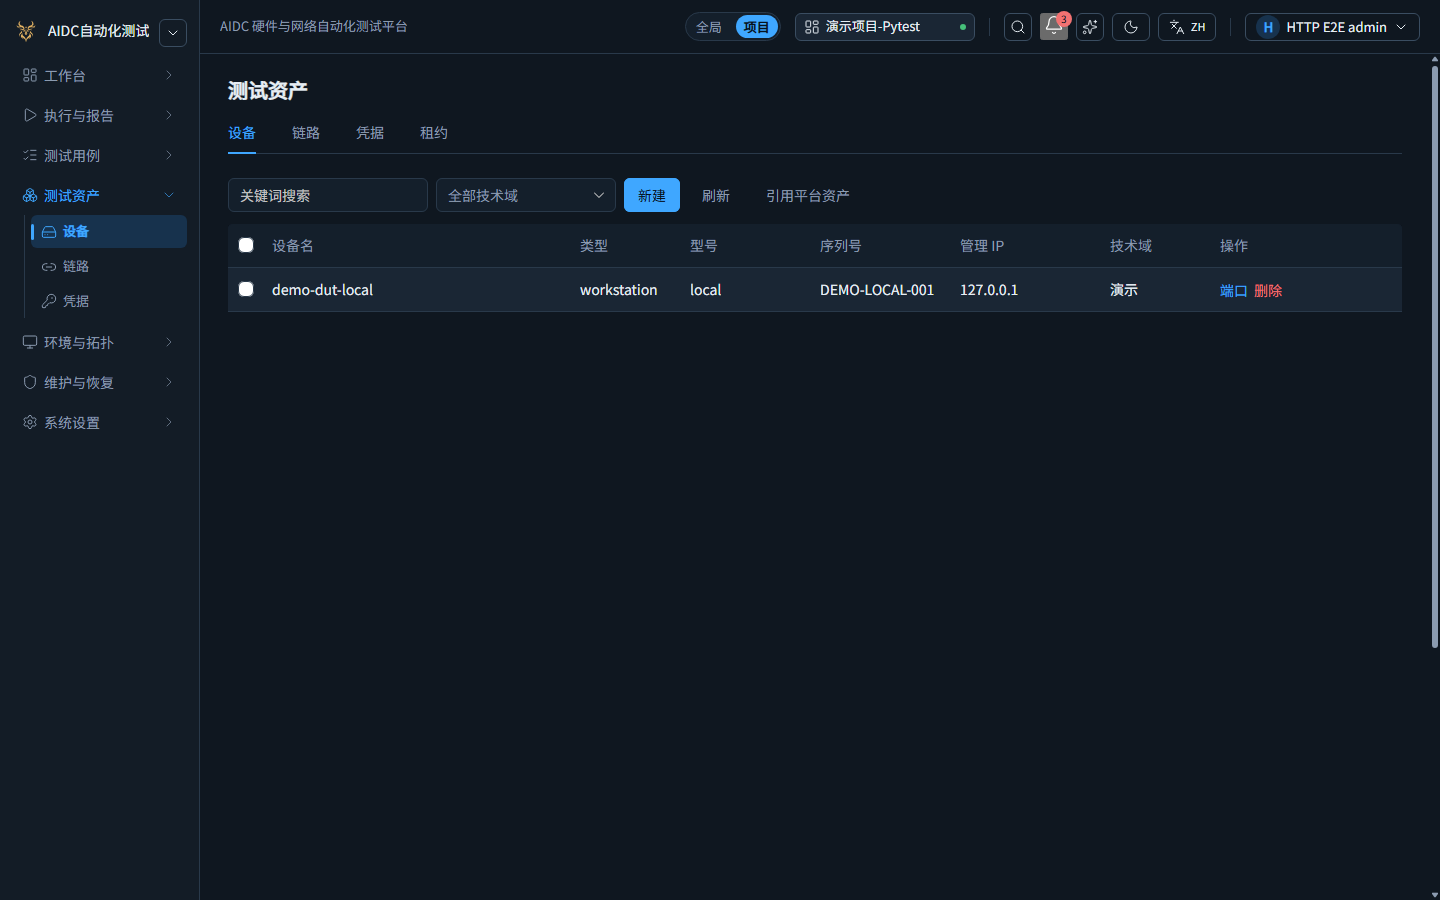 AIDC自动化测试
AIDC 硬件与网络自动化测试平台
全局
项目
演示项目-Pytest
3
ZH
H
HTTP E2E admin
工作台
执行与报告
测试用例
测试资产
设备
链路
凭据
环境与拓扑
维护与恢复
系统设置
测试资产
设备 链路 凭据 租约
关键词搜索 全部技术域 新建 刷新 引用平台资产
设备名 类型 型号 序列号 管理 IP 技术域 操作
demo-dut-local workstation local DEMO-LOCAL-001 127.0.0.1 演示 端口 删除